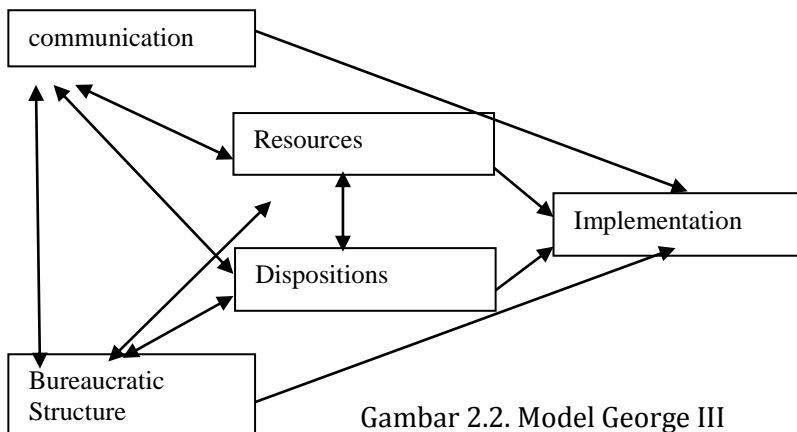 communication
Resources
Implementation
Dispositions
Bureaucratic
Structure
Gambar 2.2. Model George III